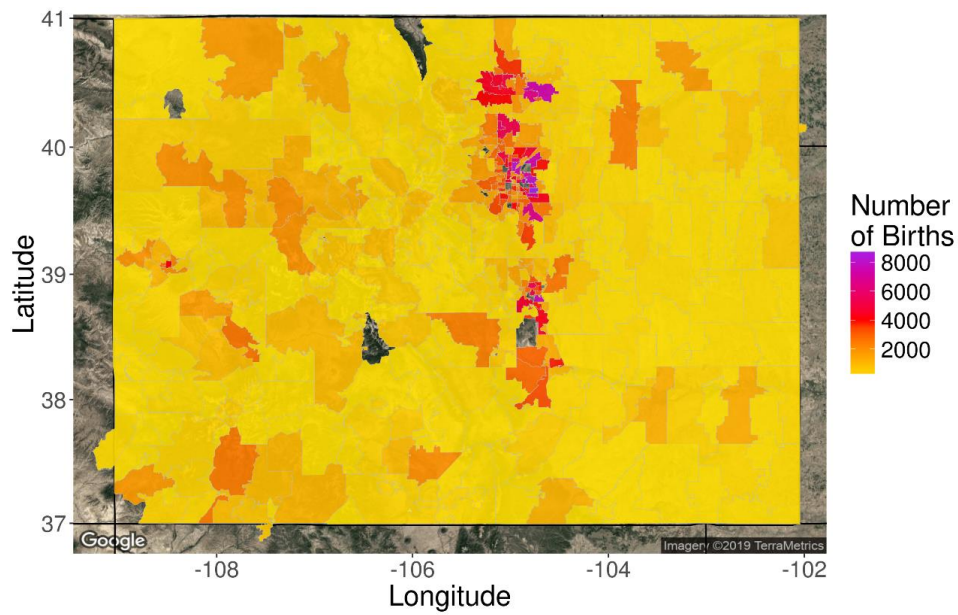 41
40
39
38
37
Latitude
-108
-106
-104
-102
Longitude
Number
of Births
8000
6000
4000
2000
Google
Imagery ©2019 TerraMetrics